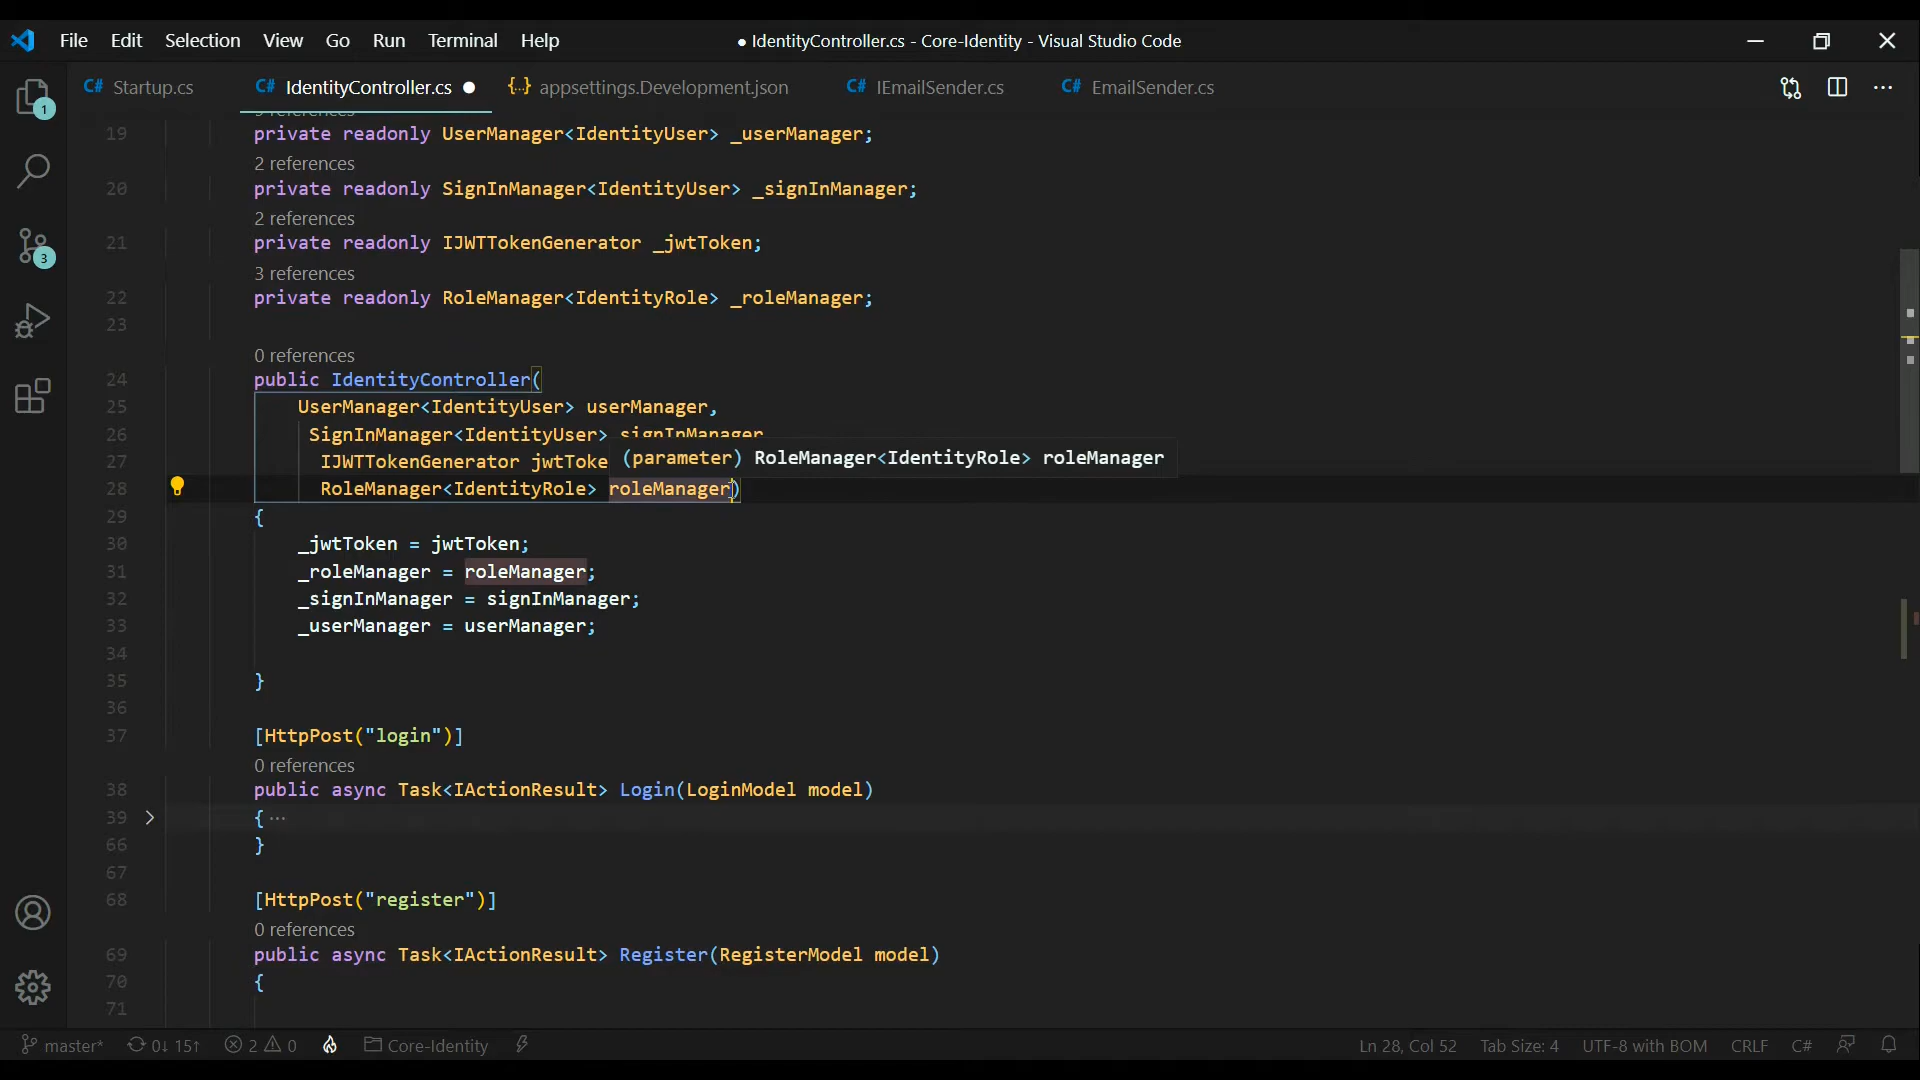 File Edit Selection View Go Run Terminal Help
● IdentityController.cs - Core-Identity - Visual Studio Code
C# Startup.cs
C# IdentityController.cs ●
{..} appsettings.Development.json
C# IEmailSender.cs
C# EmailSender.cs
1
3
19 private readonly UserManager<IdentityUser> _userManager;
2 references
20 private readonly SignInManager<IdentityUser> _signInManager;
2 references
21 private readonly IJWTTokenGenerator _jwtToken;
3 references
22 private readonly RoleManager<IdentityRole> _roleManager;
23
0 references
24 public IdentityController(
25 UserManager<IdentityUser> userManager,
26 SignInManager<IdentityUser> signInManager
27 IJWTTokenGenerator jwtToke
(parameter) RoleManager<IdentityRole> roleManager
28 RoleManager<IdentityRole> roleManager)
29 {
30 _jwtToken = jwtToken;
31 _roleManager = roleManager;
32 _signInManager = signInManager;
33 _userManager = userManager;
34
35 }
36
37 [HttpPost("login")]
0 references
38 public async Task<IActionResult> Login(LoginModel model)
39 { ...
66 }
67
68 [HttpPost("register")]
0 references
69 public async Task<IActionResult> Register(RegisterModel model)
70 {
71
master* 0↓ 15↑ 2 0 Core-Identity
Ln 28, Col 52 Tab Size: 4 UTF-8 with BOM CRLF C#